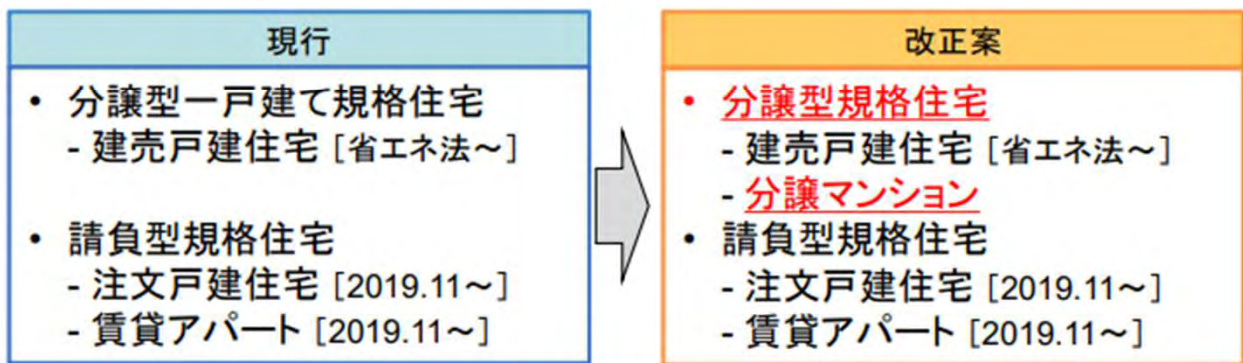 現行
• 分譲型一戸建て規格住宅
- 建売戸建住宅 [省エネ法~]
• 請負型規格住宅
- 注文戸建住宅 [2019.11~]
- 賃貸アパート [2019.11~]
改正案
• 分譲型規格住宅
- 建売戸建住宅 [省エネ法~]
- 分譲マンション
• 請負型規格住宅
- 注文戸建住宅 [2019.11~]
- 賃貸アパート [2019.11~]